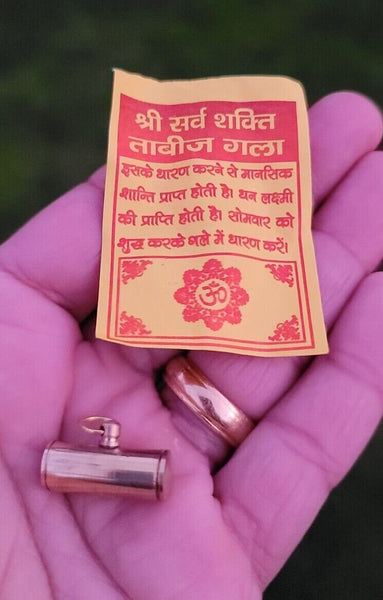 श्री सर्व शक्ति
ताबीज गला
इसके धारण करने से मानसिक
शान्ति प्राप्त होती है। धन लक्ष्मी
की प्राप्ति होती है। सोमवार को
शुद्ध करके गले में धारण करें।
ॐ